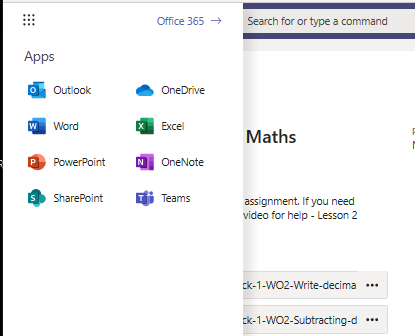 Office 365 →
Search for or type a command
Apps
Outlook
OneDrive
Word
Excel
Maths
PowerPoint
OneNote
SharePoint
Teams
assignment. If you need
video for help - Lesson 2
ck-1-WO2-Write-decima
ck-1-WO2-Subtracting-d